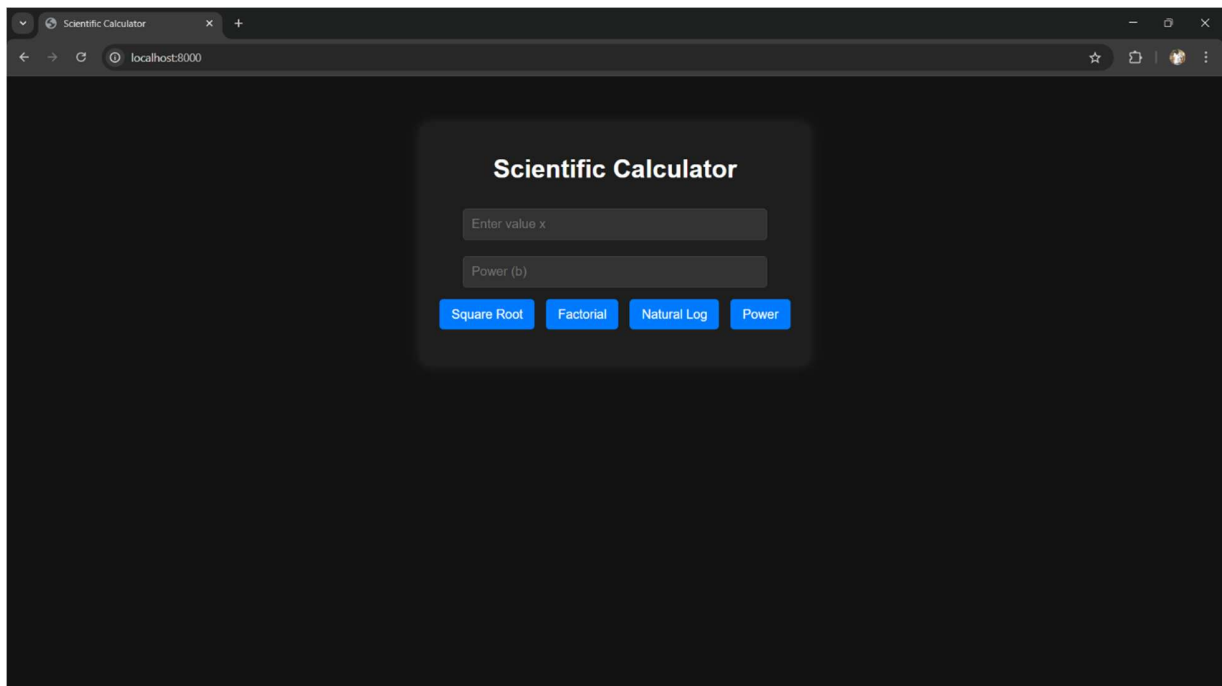 Scientific Calculator
localhost:8000
Scientific Calculator
Enter value x
Power (b)
Square Root Factorial Natural Log Power